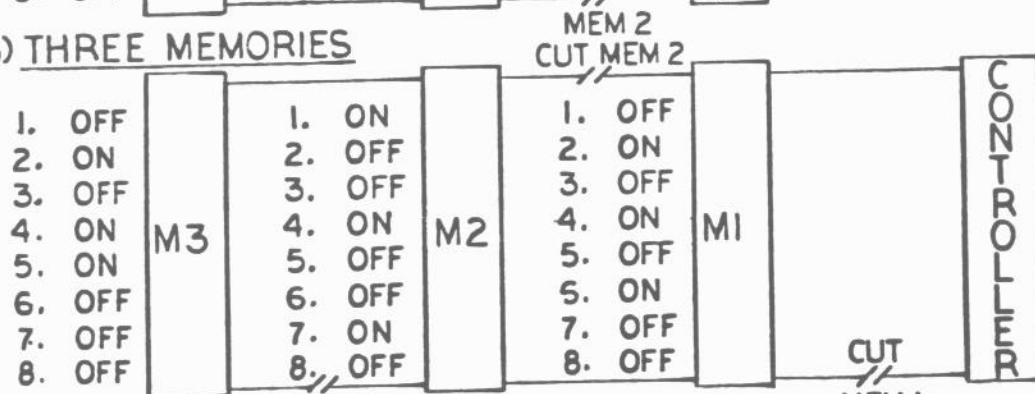 MEM 2
) THREE MEMORIES
CUT MEM 2
1. OFF
2. ON
3. OFF
4. ON
5. ON
6. OFF
7. OFF
8. OFF
M3
1. ON
2. OFF
3. OFF
4. ON
5. OFF
6. OFF
7. ON
8. OFF
M2
1. OFF
2. ON
3. OFF
4. ON
5. OFF
5. ON
7. OFF
8. OFF
M1
CUT
CONTROLLER